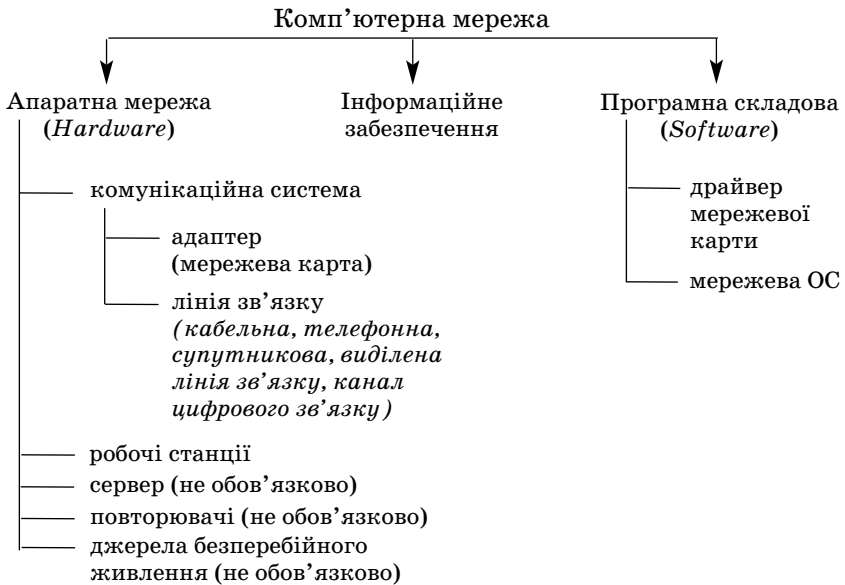 Комп’ютерна мережа
Апаратна мережа
(Hardware)
Інформаційне
забезпечення
Програмна складова
(Software)
комунікаційна система
адаптер
(мережева карта)
лінія зв’язку
(кабельна, телефонна,
супутникова, виділена
лінія зв’язку, канал
цифрового зв’язку)
робочі станції
сервер (не обов’язково)
повторювачі (не обов’язково)
джерела безперебійного
живлення (не обов’язково)
драйвер
мережевої
карти
мережева ОС